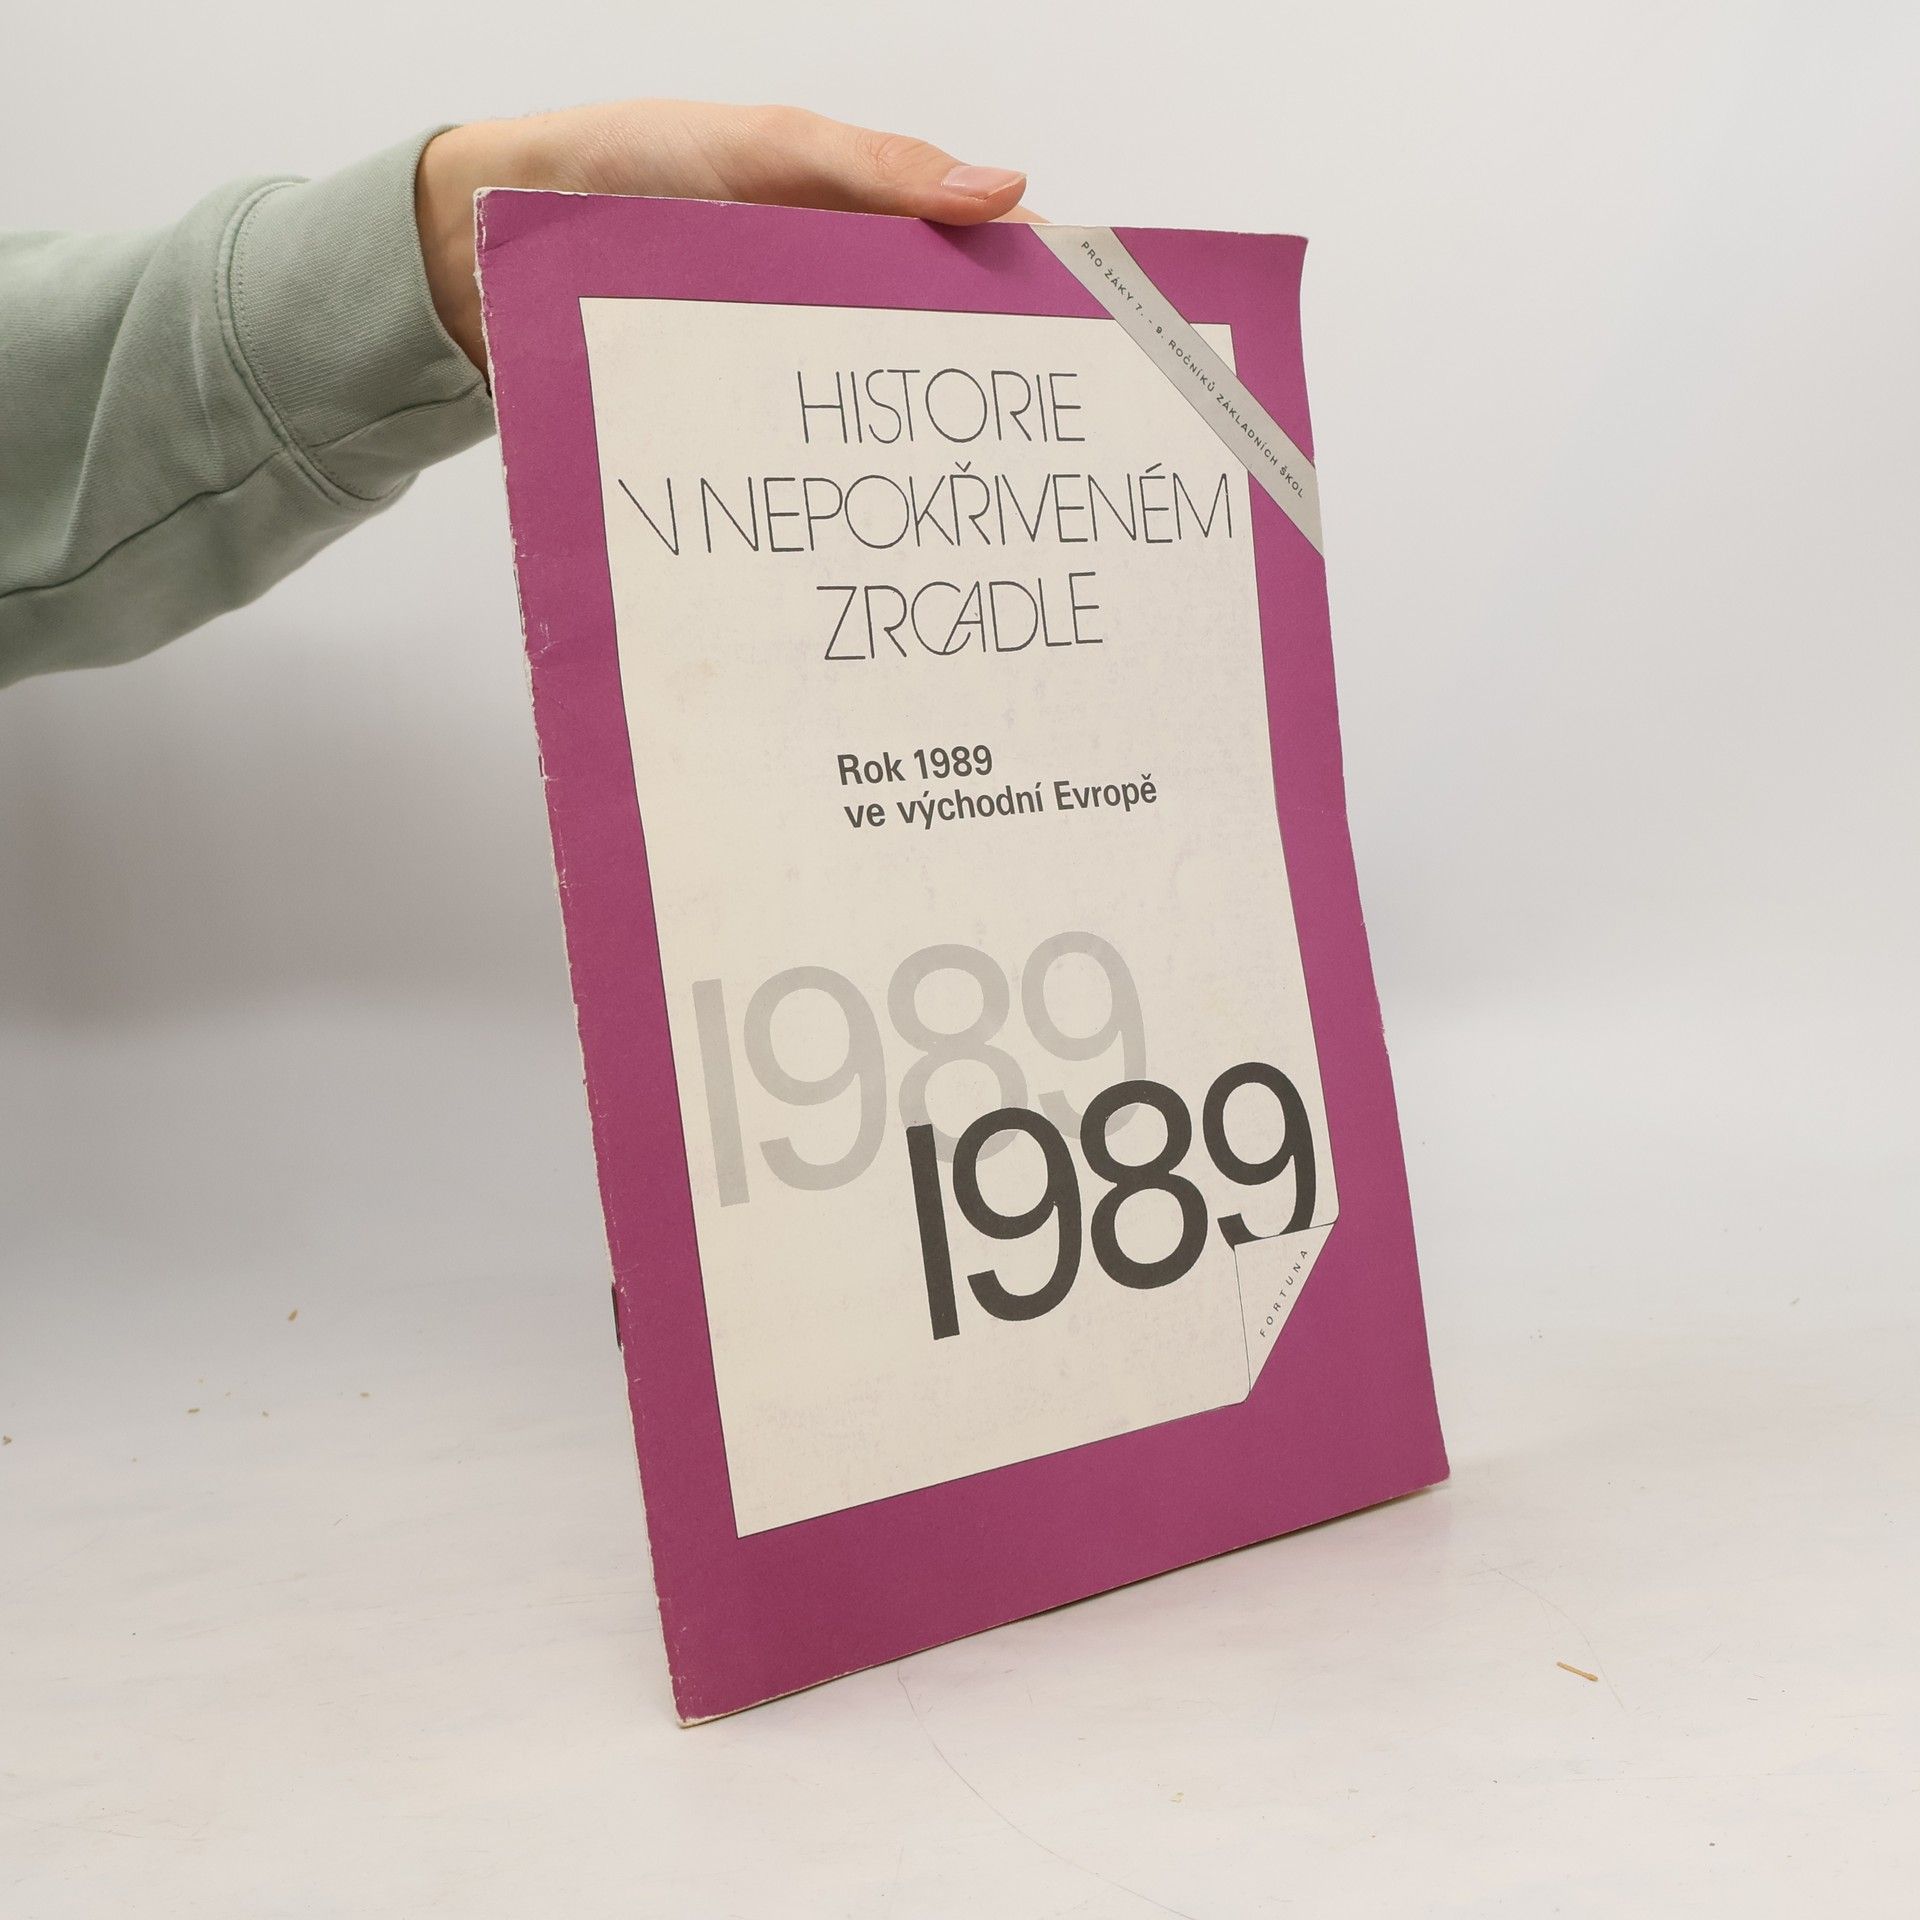 PRO ŽÁKY 7. - 9. ROČNÍKŮ ZÁKLADNÍCH ŠKOL
HISTORIE
V NEPOKŘIVENÉM
ZRCADLE
Rok 1989
ve východní Evropě
1989
1989
FORTUNA